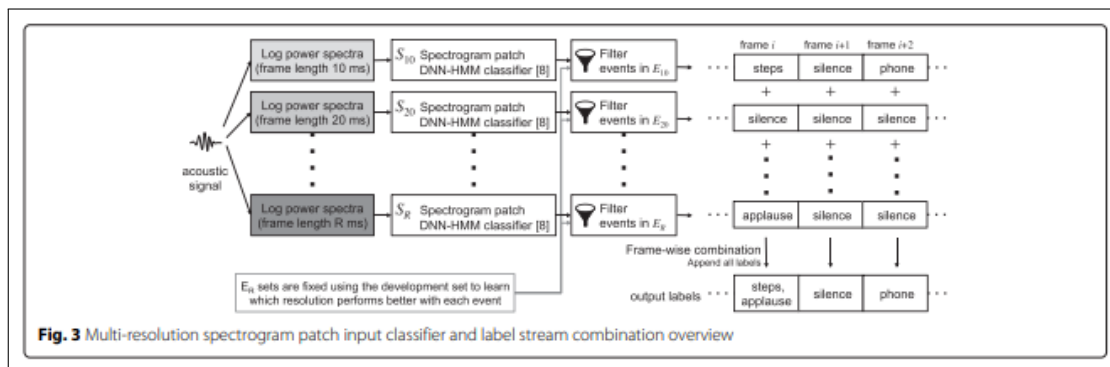 frame i frame i+1 frame i+2
Log power spectra
(frame length 10 ms)
S10 Spectrogram patch
DNN-HMM classifier [8]
Filter
events in E10
... steps silence phone ...
+ + +
Log power spectra
(frame length 20 ms)
S20 Spectrogram patch
DNN-HMM classifier [8]
Filter
events in E20
... silence silence silence ...
+ + +
acoustic
signal
Log power spectra
(frame length R ms)
SR Spectrogram patch
DNN-HMM classifier [8]
Filter
events in ER
... applause silence silence ...
Frame-wise combination
Append all labels
ER sets are fixed using the development set to learn
which resolution performs better with each event
output labels ... steps,
applause silence phone ...
Fig. 3 Multi-resolution spectrogram patch input classifier and label stream combination overview